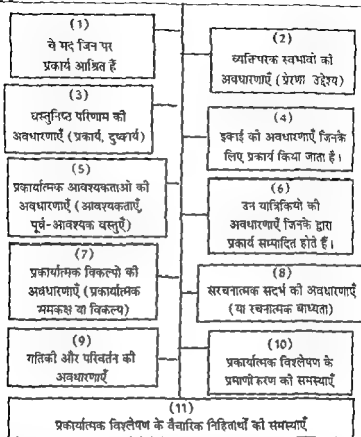 (1)
वे मद जिन पर
प्रकार्य आश्रित हैं
(2)
व्यक्तिपरक स्वभावों की
अवधारणाएँ (प्रेरणा उद्देश्य)
(3)
वस्तुनिष्ठ परिणाम की
अवधारणाएँ (प्रकार्य, दुष्कार्य)
(4)
इकाई की अवधारणाएँ जिनके
लिए प्रकार्य किया जाता है।
(5)
प्रकार्यात्मक आवश्यकताओं की
अवधारणाएँ (आवश्यकताएँ,
पूर्व-आवश्यक वस्तुएँ)
(6)
उन यांत्रिकियों की
अवधारणाएँ जिनके द्वारा
प्रकार्य सम्पादित होते हैं।
(7)
प्रकार्यात्मक विकल्पों की
अवधारणाएँ (प्रकार्यात्मक
समकक्ष या विकल्प)
(8)
सरचनात्मक सदर्भ की अवधारणाएँ
(या रचनात्मक बाध्यता)
(9)
गतिकी और परिवर्तन की
अवधारणाएँ
(10)
प्रकार्यात्मक विश्लेषण के
प्रमाणीकरण की समस्याएँ
(11)
प्रकार्यात्मक विश्लेषण के वैचारिक निहितार्थों की समस्याएँ